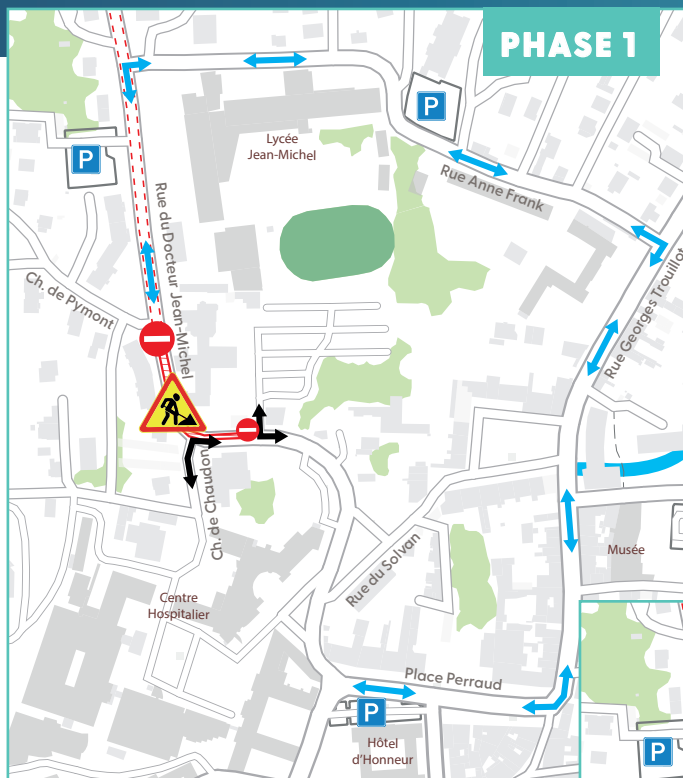 PHASE 1
P
Lycée
Jean-Michel
P
Rue Anne Frank
Rue du Docteur Jean-Michel
Rue Georges Trouillot
Ch. de Pymont
Ch. de Chaudon
Rue du Solvan
Musée
Centre
Hospitalier
Place Perraud
P
Hôtel
d'Honneur
P